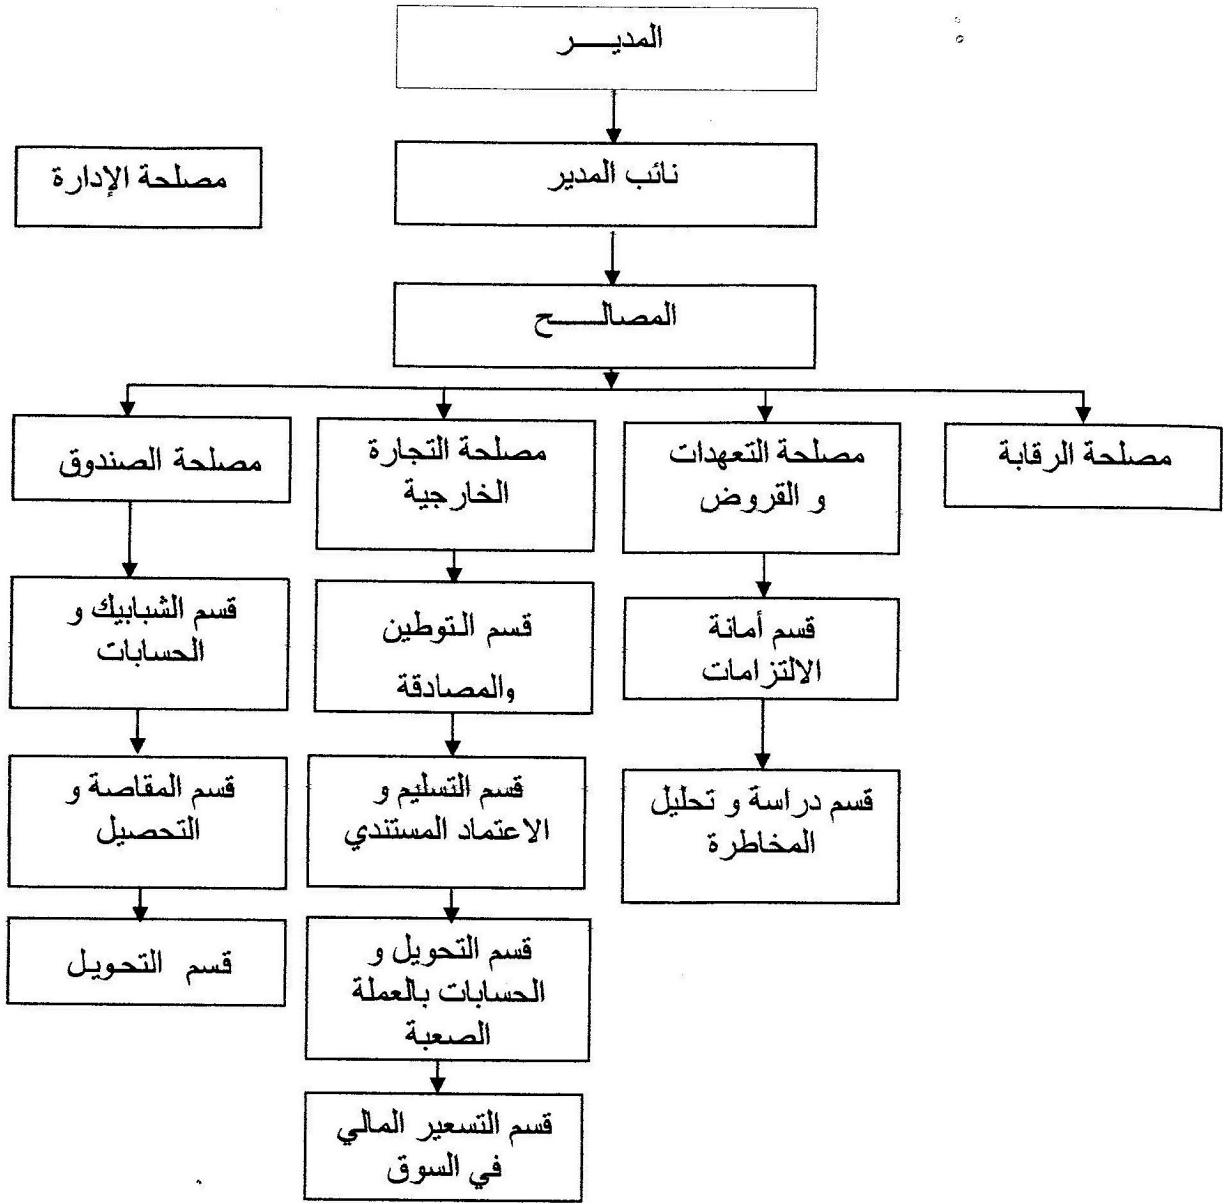 المديـــر
نائب المدير
مصلحة الإدارة
المصالــــح
مصلحة الرقابة
مصلحة التعهدات
و القروض
مصلحة التجارة
الخارجية
مصلحة الصندوق
قسم أمانة
الالتزامات
قسم التوطين
والمصادقة
قسم الشبابيك و
الحسابات
قسم دراسة و تحليل
المخاطرة
قسم التسليم و
الاعتماد المستندي
قسم المقاصة و
التحصيل
قسم التحويل و
الحسابات بالعملة
الصعبة
قسم التحويل
قسم التسعير المالي
في السوق